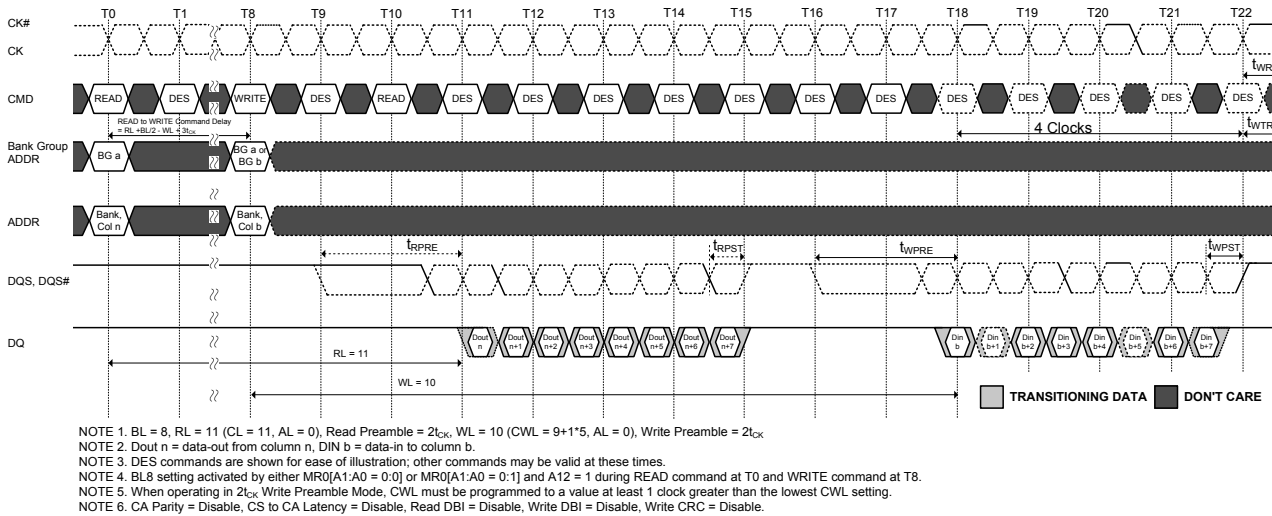 T0 T1 T8 T9 T10 T11 T12 T13 T14 T15 T16 T17 T18 T19 T20 T21 T22
CK#
CK
tWR
CMD READ DES WRITE DES READ DES DES DES DES DES DES DES DES DES DES DES DES
READ to WRITE Command Delay
= RL +BL/2 - WL + 3tCK
4 Clocks
tWTR
Bank Group
ADDR
BG a
BG a or
BG b
ADDR
Bank,
Col n
Bank,
Col b
tRPRE tRPST tWPRE tWPST
DQS, DQS#
DQ
Dout n
Dout n+1
Dout n+2
Dout n+3
Dout n+4
Dout n+5
Dout n+6
Dout n+7
Din b
Din b+1
Din b+2
Din b+3
Din b+4
Din b+5
Din b+6
Din b+7
RL = 11
WL = 10
TRANSITIONING DATA DON'T CARE
NOTE 1. BL = 8, RL = 11 (CL = 11, AL = 0), Read Preamble = 2tCK, WL = 10 (CWL = 9+1*5, AL = 0), Write Preamble = 2tCK
NOTE 2. Dout n = data-out from column n, DIN b = data-in to column b.
NOTE 3. DES commands are shown for ease of illustration; other commands may be valid at these times.
NOTE 4. BL8 setting activated by either MR0[A1:A0 = 0:0] or MR0[A1:A0 = 0:1] and A12 = 1 during READ command at T0 and WRITE command at T8.
NOTE 5. When operating in 2tCK Write Preamble Mode, CWL must be programmed to a value at least 1 clock greater than the lowest CWL setting.
NOTE 6. CA Parity = Disable, CS to CA Latency = Disable, Read DBI = Disable, Write DBI = Disable, Write CRC = Disable.